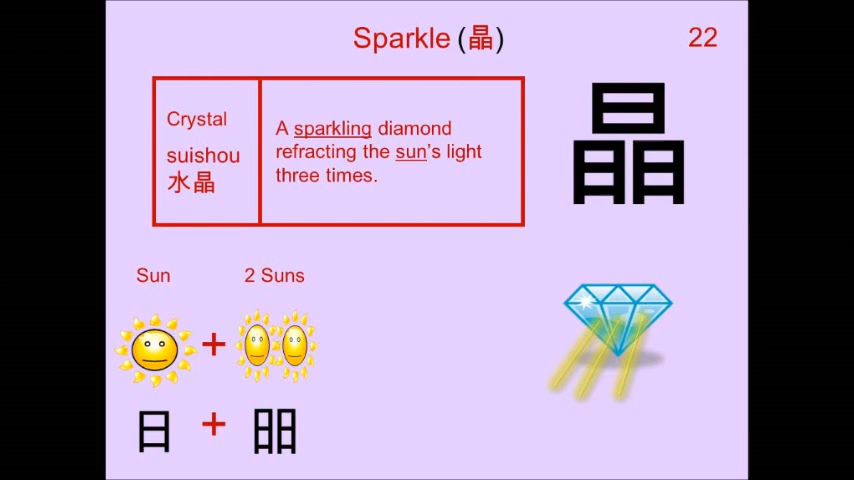 Sparkle (晶)
22
Crystal
suishou
水晶
A sparkling diamond
refracting the sun's light
three times.
晶
Sun
2 Suns
+
日 + 昍